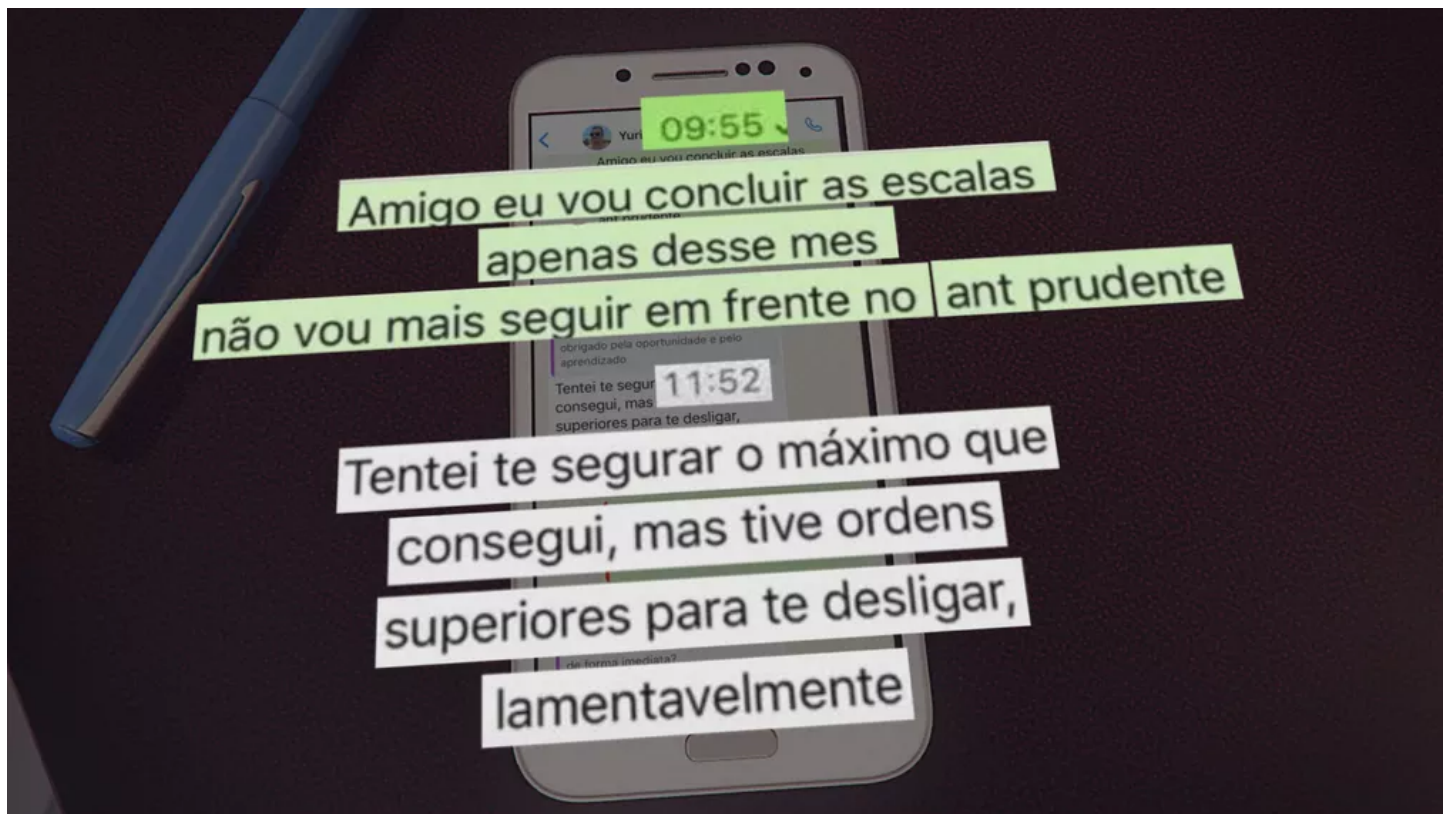 09:55
Yuri
Amigo eu vou concluir as escalas
Amigo eu vou concluir as escalas
ant prudente
apenas desse mes
não vou mais seguir em frente no ant prudente
obrigado pela oportunidade e pelo
aprendizado
Tentei te segur
11:52
consegui, mas
superiores para te desligar,
Tentei te segurar o máximo que
consegui, mas tive ordens
superiores para te desligar,
de forma imediata?
lamentavelmente